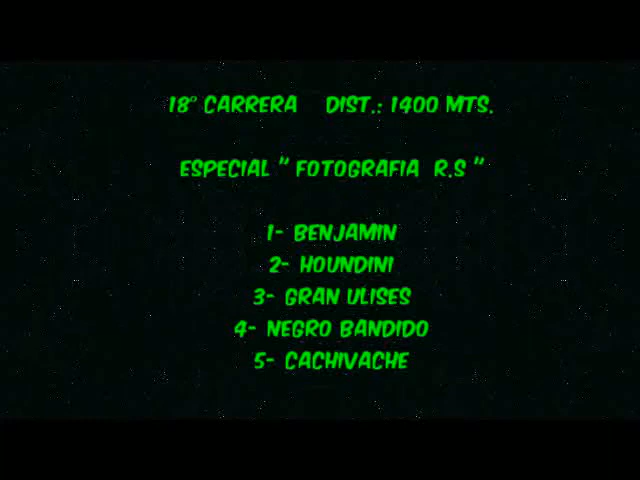 18° CARRERA DIST.: 1400 MTS.
ESPECIAL " FOTOGRAFIA R.S "
1- BENJAMIN
2- HOUNDINI
3- GRAN ULISES
4- NEGRO BANDIDO
5- CACHIVACHE